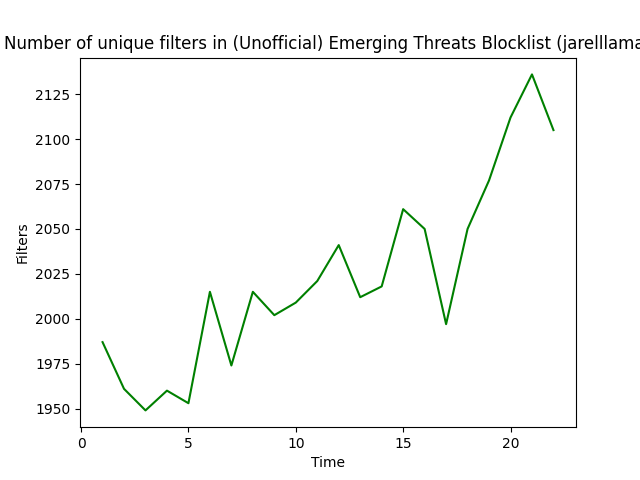 Number of unique filters in (Unofficial) Emerging Threats Blocklist (jarelllama
2125
2100
2075
2050
2025
2000
1975
1950
Filters
0 5 10 15 20
Time